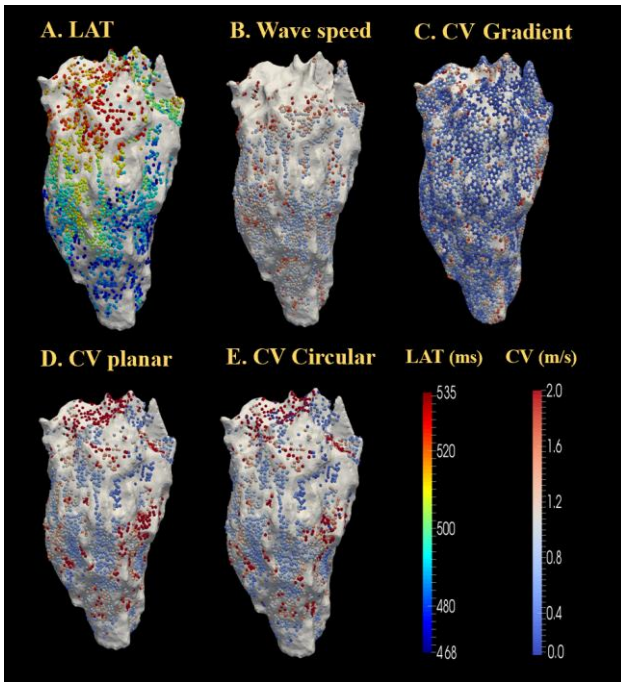 A. LAT
B. Wave speed
C. CV Gradient
D. CV planar
E. CV Circular
LAT (ms)
CV (m/s)
535
520
500
480
468
2.0
1.6
1.2
0.8
0.4
0.0